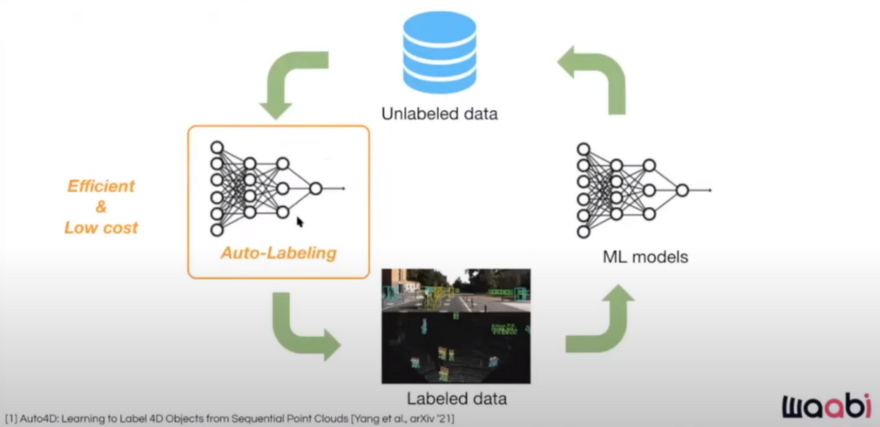 Unlabeled data
Efficient
&
Low cost
Auto-Labeling
ML models
Labeled data
[1] Auto4D: Learning to Label 4D Objects from Sequential Point Clouds [Yang et al., arXiv '21]
waabi